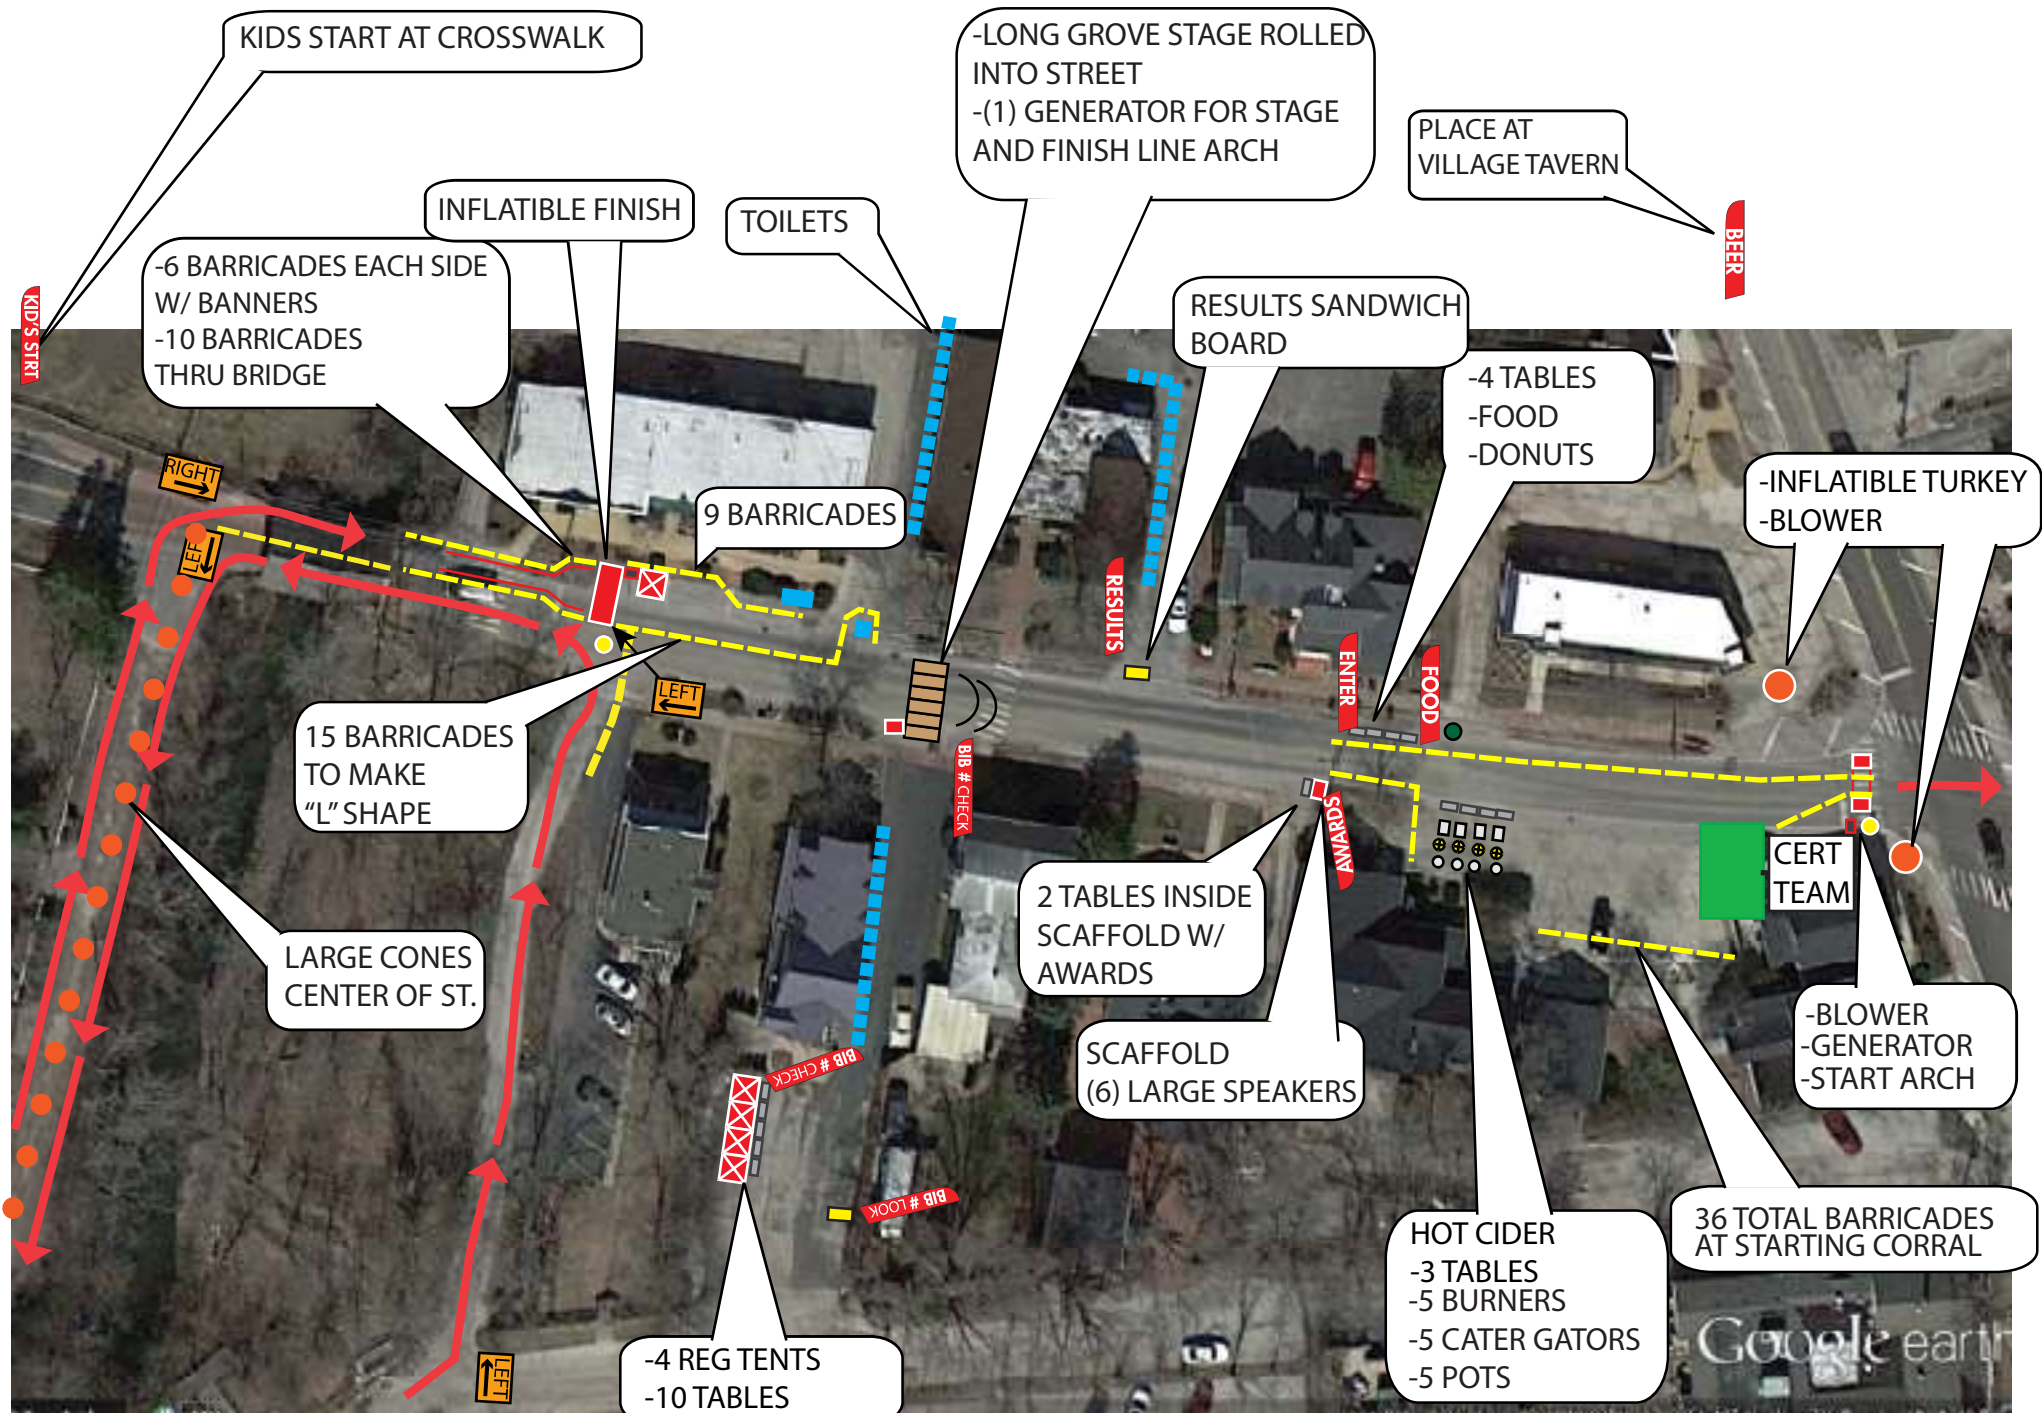 KIDS START AT CROSSWALK
-LONG GROVE STAGE ROLLED
INTO STREET
-(1) GENERATOR FOR STAGE
AND FINISH LINE ARCH
PLACE AT
VILLAGE TAVERN
BEER
INFLATIBLE FINISH
TOILETS
-6 BARRICADES EACH SIDE
W/ BANNERS
-10 BARRICADES
THRU BRIDGE
KID'S STRT
RESULTS SANDWICH
BOARD
-4 TABLES
-FOOD
-DONUTS
-INFLATIBLE TURKEY
-BLOWER
RIGHT
LEFT
9 BARRICADES
RESULTS
ENTER
FOOD
LEFT
15 BARRICADES
TO MAKE
“L” SHAPE
BIB # CHECK
AWARDS
CERT
TEAM
2 TABLES INSIDE
SCAFFOLD W/
AWARDS
LARGE CONES
CENTER OF ST.
SCAFFOLD
(6) LARGE SPEAKERS
-BLOWER
-GENERATOR
-START ARCH
BIB # CHECK
BIB # LOOK
36 TOTAL BARRICADES
AT STARTING CORRAL
HOT CIDER
-3 TABLES
-5 BURNERS
-5 CATER GATORS
-5 POTS
LEFT
-4 REG TENTS
-10 TABLES
Google earth